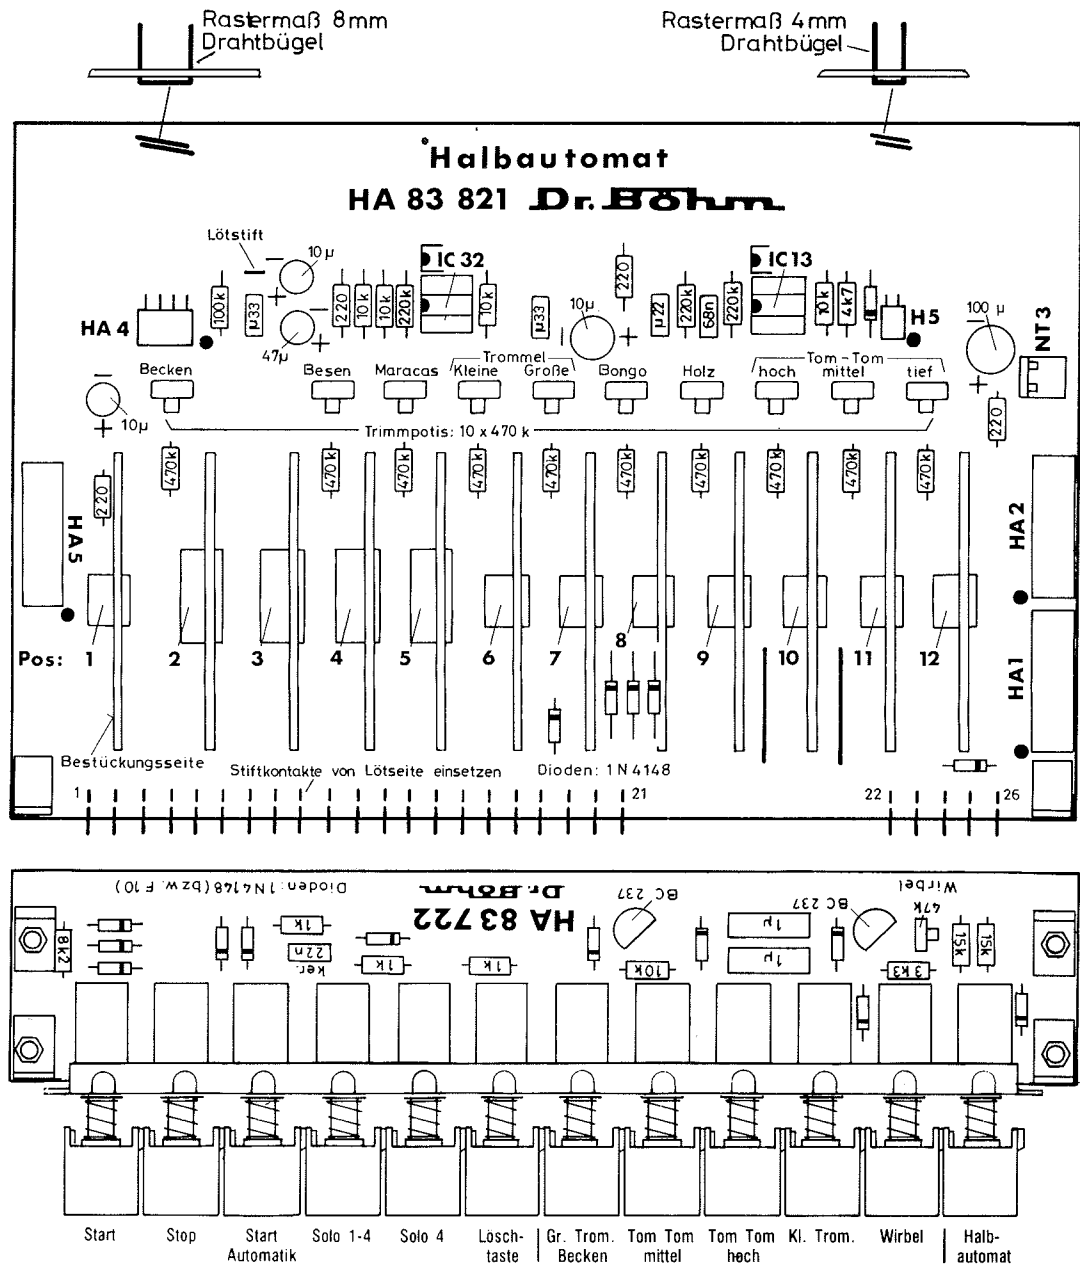 Rastermaß 8mm
Drahtbügel
Rastermaß 4mm
Drahtbügel
Halbautomat
HA 83 821 Dr. Böhm
Lötstift
10µ
IC 32
220
IC 13
100k
µ33
220
10k
10k
220k
10k
µ33
10µ
µ22
220k
68n
220k
10k
4k7
HA 4
47µ
H5
100µ
NT3
Becken
Besen
Maracas
Trommel
Kleine
Große
Bongo
Holz
Tom-Tom
hoch
mittel
tief
10µ
Trimmpotis: 10 x 470 k
220
220
470k
470k
470k
470k
470k
470k
470k
470k
470k
470k
HA5
HA2
HA1
Pos: 1 2 3 4 5 6 7 8 9 10 11 12
Bestückungsseite
Stiftkontakte von Lötseite einsetzen
Dioden: 1N4148
1
21
22
26
Dioden: 1N4148 (bzw. F10)
Dr. Böhm
HA 83 722
BC 237
BC 237
Wirbel
47k
8k2
1k
22n
ker.
1k
1k
10k
1µ
1µ
3k3
15k
15k
Start
Stop
Start
Automatik
Solo 1-4
Solo 4
Lösch-
taste
Gr. Trom.
Becken
Tom Tom
mittel
Tom Tom
hoch
Kl. Trom.
Wirbel
Halb-
automat